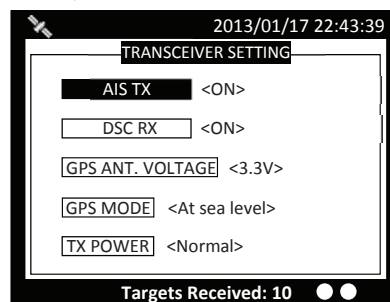 2013/01/17 22:43:39
TRANSCEIVER SETTING
AIS TX <ON>
DSC RX <ON>
GPS ANT. VOLTAGE <3.3V>
GPS MODE <At sea level>
TX POWER <Normal>
Targets Received: 10